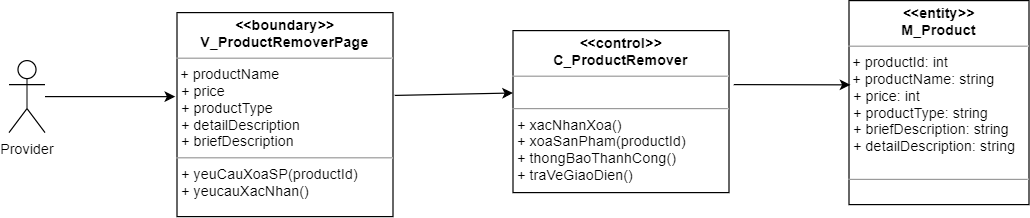 Provider
<<boundary>>
V_ProductRemoverPage
+ productName
+ price
+ productType
+ detailDescription
+ briefDescription
+ yeuCauXoaSP(productId)
+ yeucauXacNhan()
<<control>>
C_ProductRemover
+ xacNhanXoa()
+ xoaSanPham(productId)
+ thongBaoThanhCong()
+ traVeGiaoDien()
<<entity>>
M_Product
+ productId: int
+ productName: string
+ price: int
+ productType: string
+ briefDescription: string
+ detailDescription: string